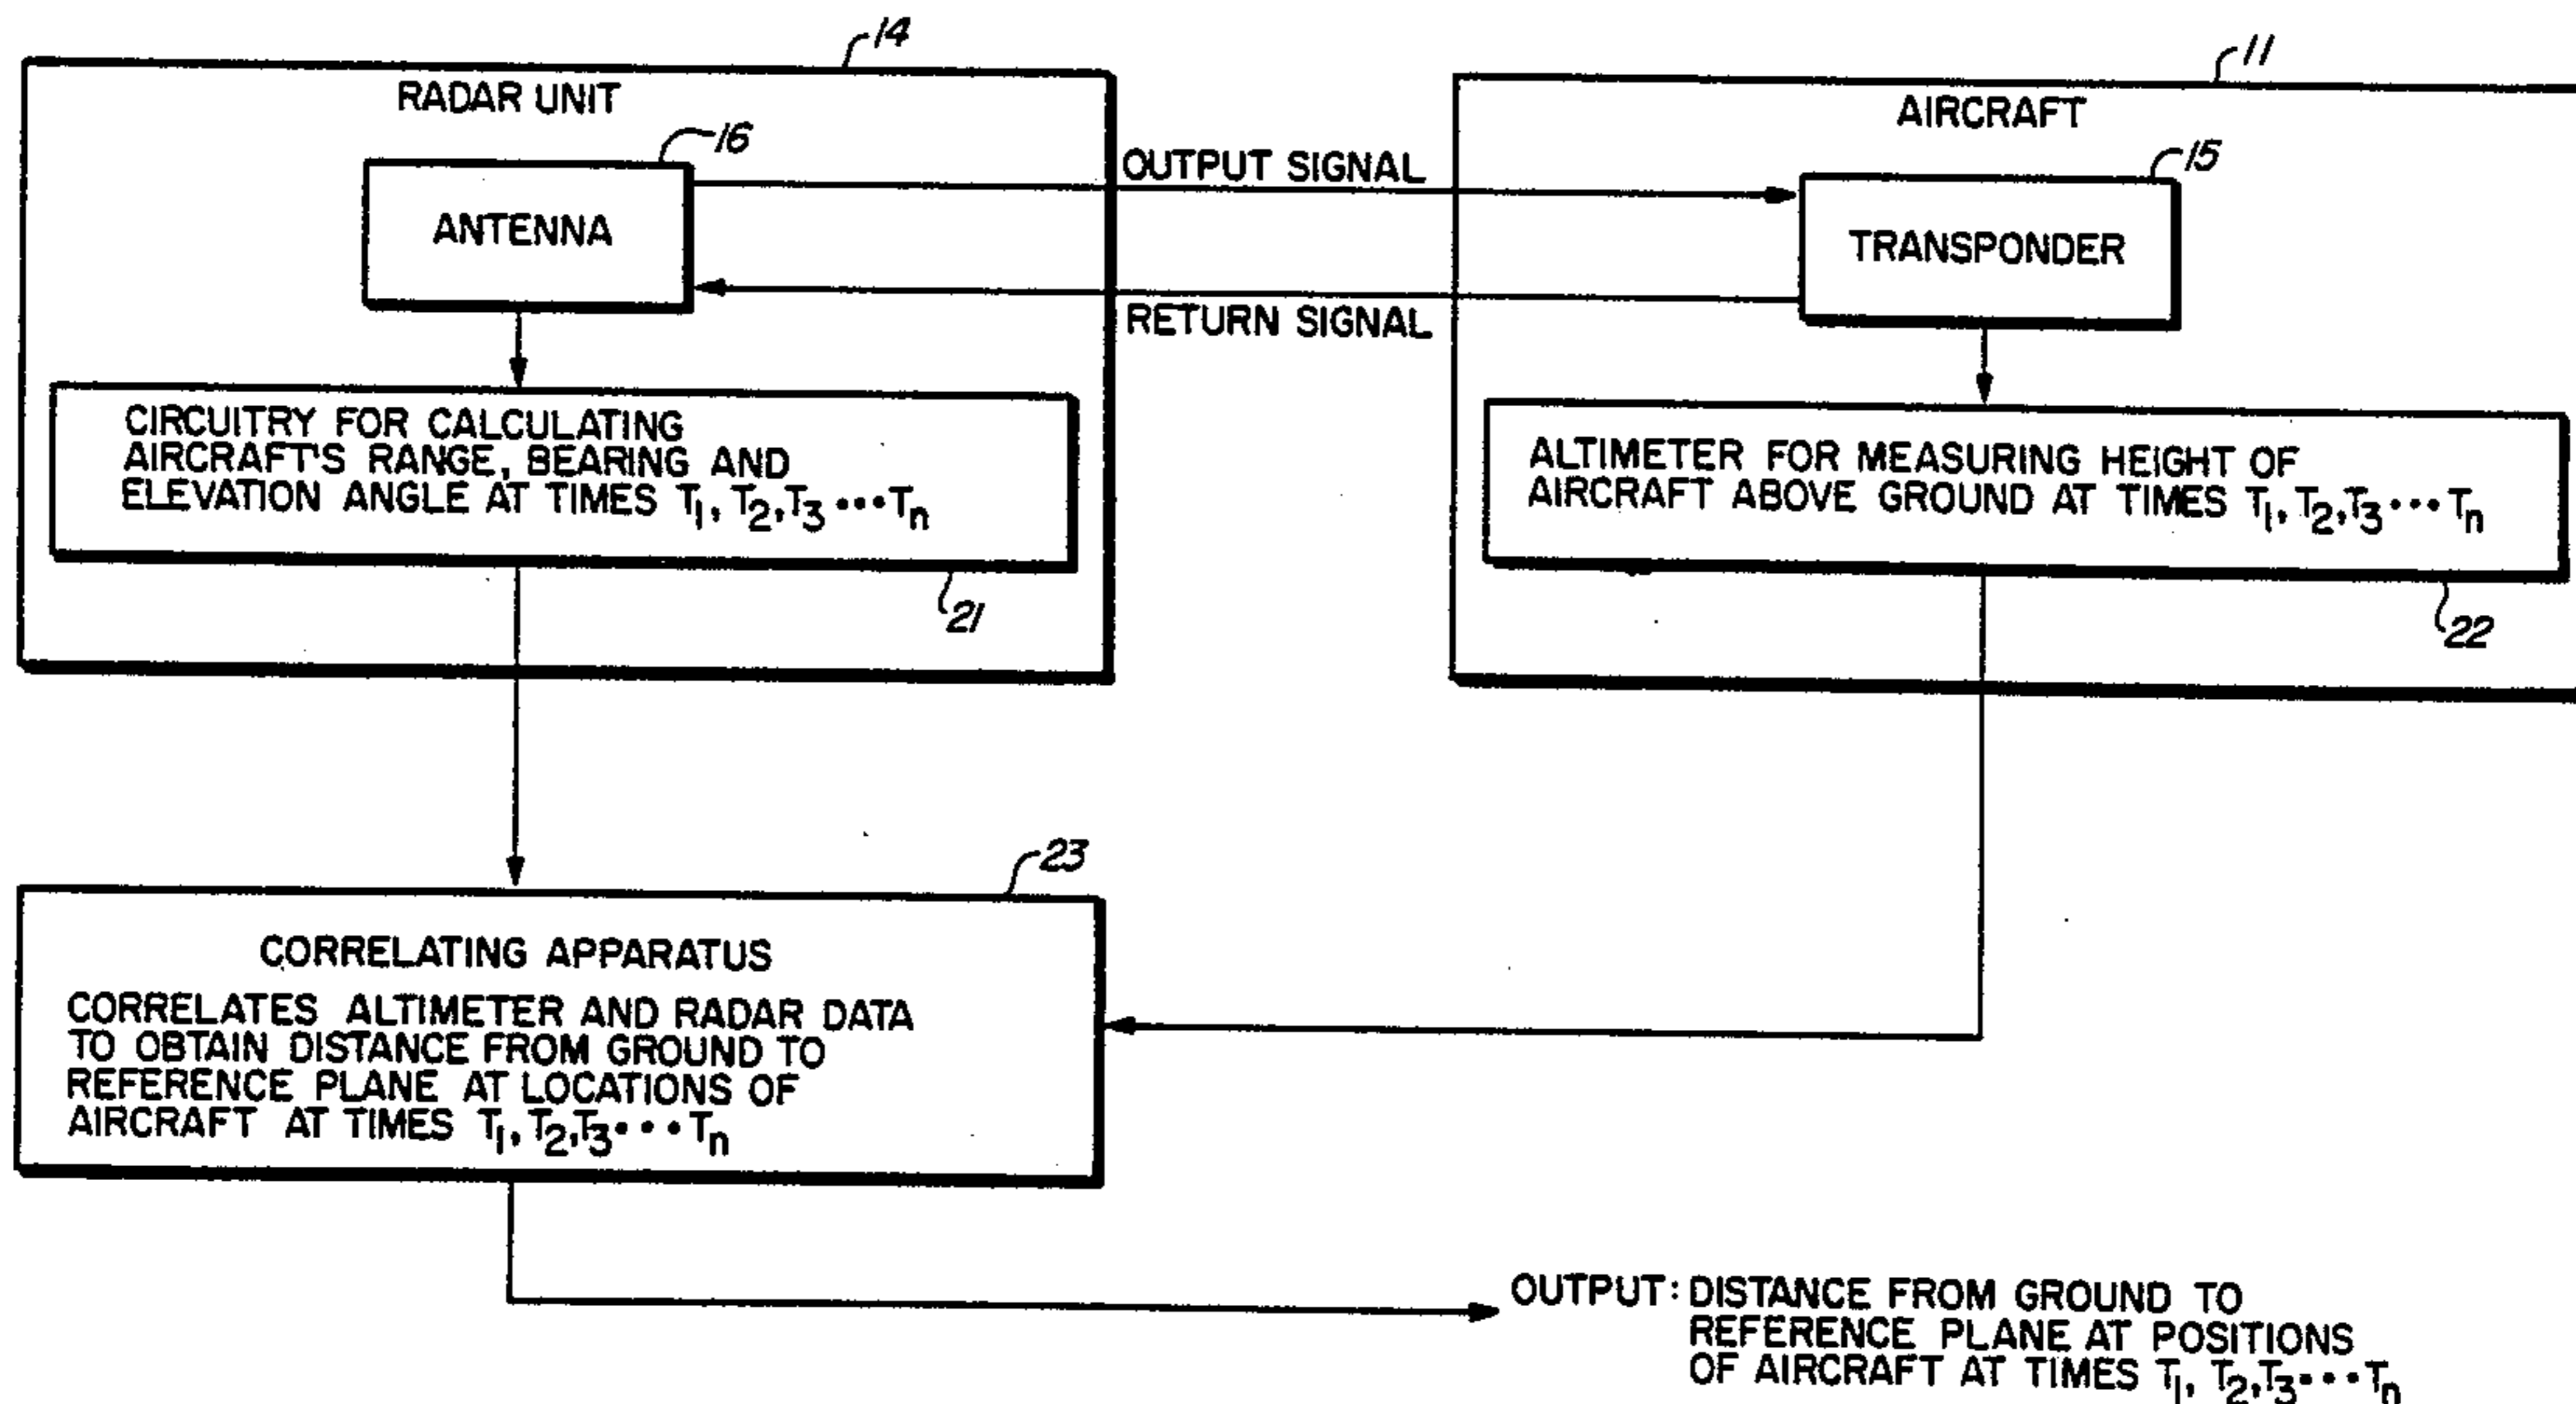 14
RADAR UNIT
16
ANTENNA
OUTPUT SIGNAL
RETURN SIGNAL
11
AIRCRAFT
15
TRANSPONDER
CIRCUITRY FOR CALCULATING
AIRCRAFT'S RANGE, BEARING AND
ELEVATION ANGLE AT TIMES T₁, T₂,T₃•••Tₙ
21
ALTIMETER FOR MEASURING HEIGHT OF
AIRCRAFT ABOVE GROUND AT TIMES T₁, T₂,T₃•••Tₙ
22
23
CORRELATING APPARATUS
CORRELATES ALTIMETER AND RADAR DATA
TO OBTAIN DISTANCE FROM GROUND TO
REFERENCE PLANE AT LOCATIONS OF
AIRCRAFT AT TIMES T₁, T₂,T₃•••Tₙ
OUTPUT: DISTANCE FROM GROUND TO
REFERENCE PLANE AT POSITIONS
OF AIRCRAFT AT TIMES T₁, T₂,T₃•••Tₙ